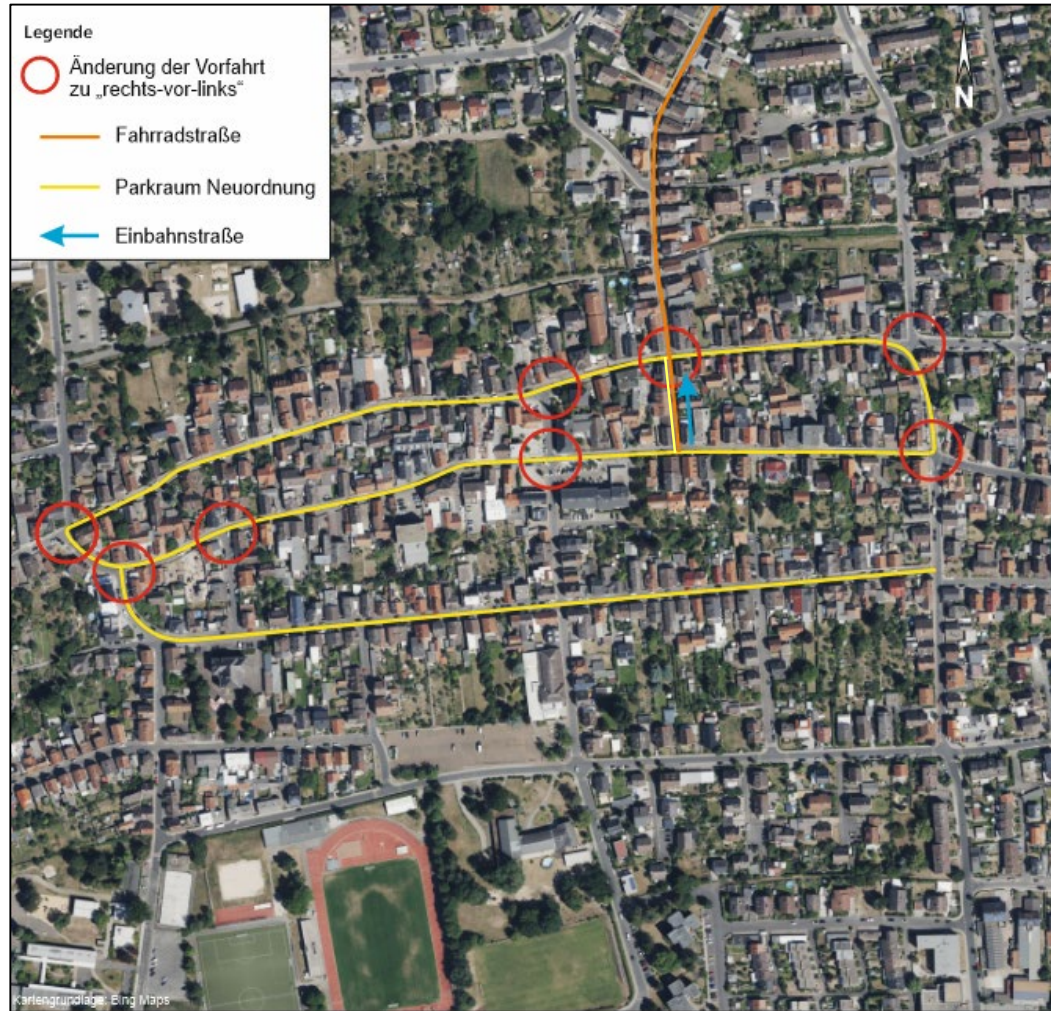 Legende
Änderung der Vorfahrt
zu „rechts-vor-links“
Fahrradstraße
Parkraum Neuordnung
Einbahnstraße
N
Kartengrundlage: Bing Maps